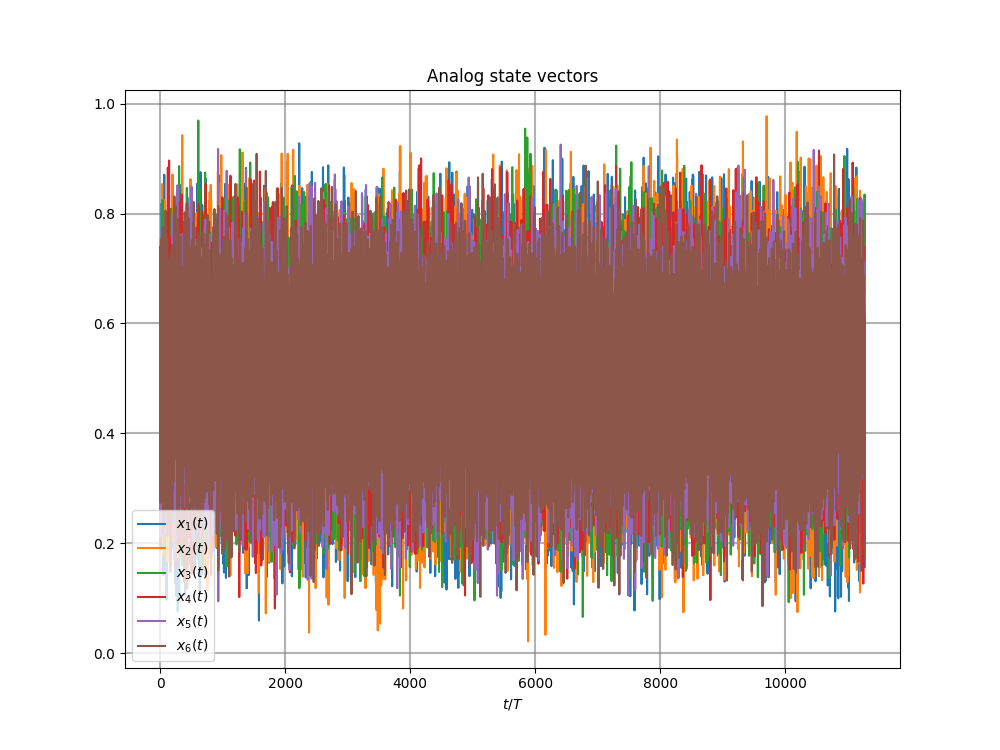 Analog state vectors
1.0
0.8
0.6
0.4
0.2
0.0
x₁(t)
x₂(t)
x₃(t)
x₄(t)
x₅(t)
x₆(t)
0 2000 4000 6000 8000 10000
t/T